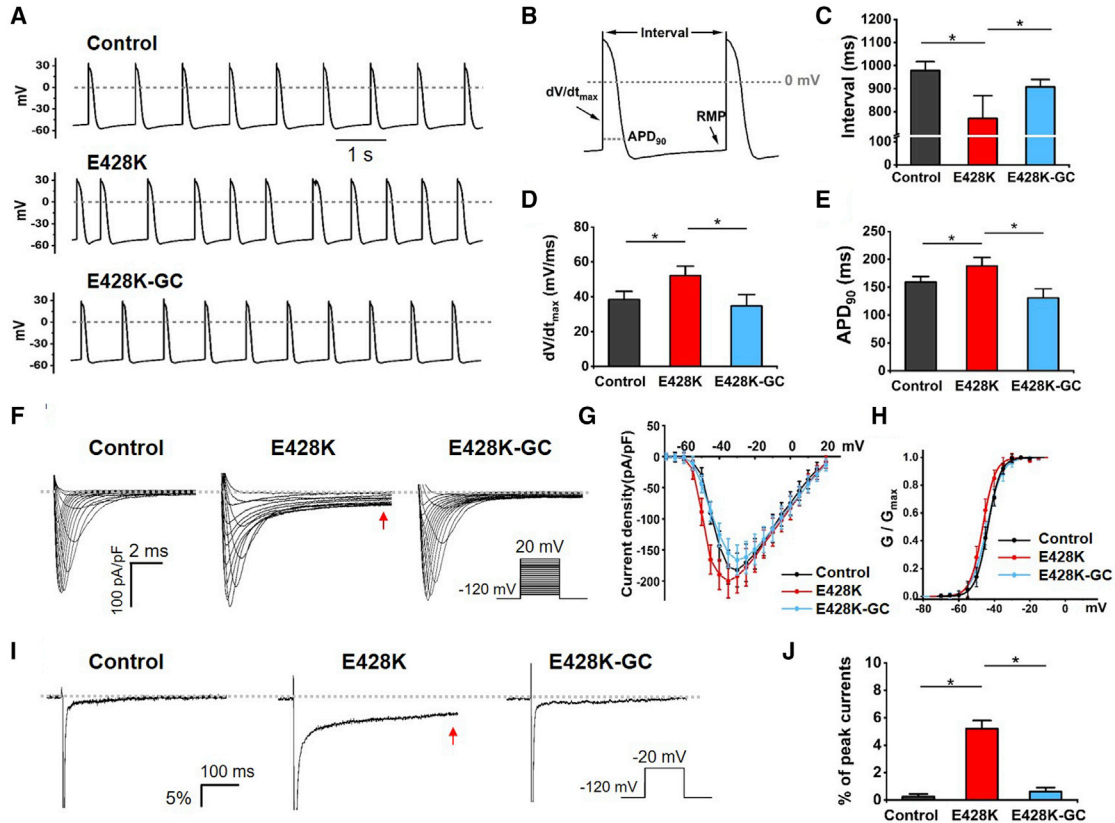 A
Control
30
0
-30
-60
mV
1 s
E428K
30
0
-30
-60
mV
E428K-GC
30
0
-30
-60
mV
B
Interval
0 mV
dV/dtmax
RMP
APD90
C
Interval (ms)
1200
1100
1000
900
800
100
0
Control
E428K
E428K-GC
*
*
D
dV/dtmax (mV/ms)
80
60
40
20
0
Control
E428K
E428K-GC
*
*
E
APD90 (ms)
250
200
150
100
50
0
Control
E428K
E428K-GC
*
*
F
Control
E428K
E428K-GC
2 ms
100 pA/pF
20 mV
-120 mV
G
-60 -40 -20 0 20 mV
Current density(pA/pF)
0
-50
-100
-150
-200
Control
E428K
E428K-GC
H
G / Gmax
1.0
0.8
0.6
0.4
0.2
0.0
-80 -60 -40 -20 0 mV
Control
E428K
E428K-GC
I
Control
E428K
E428K-GC
100 ms
5%
-20 mV
-120 mV
J
% of peak currents
10
8
6
4
2
0
Control
E428K
E428K-GC
*
*